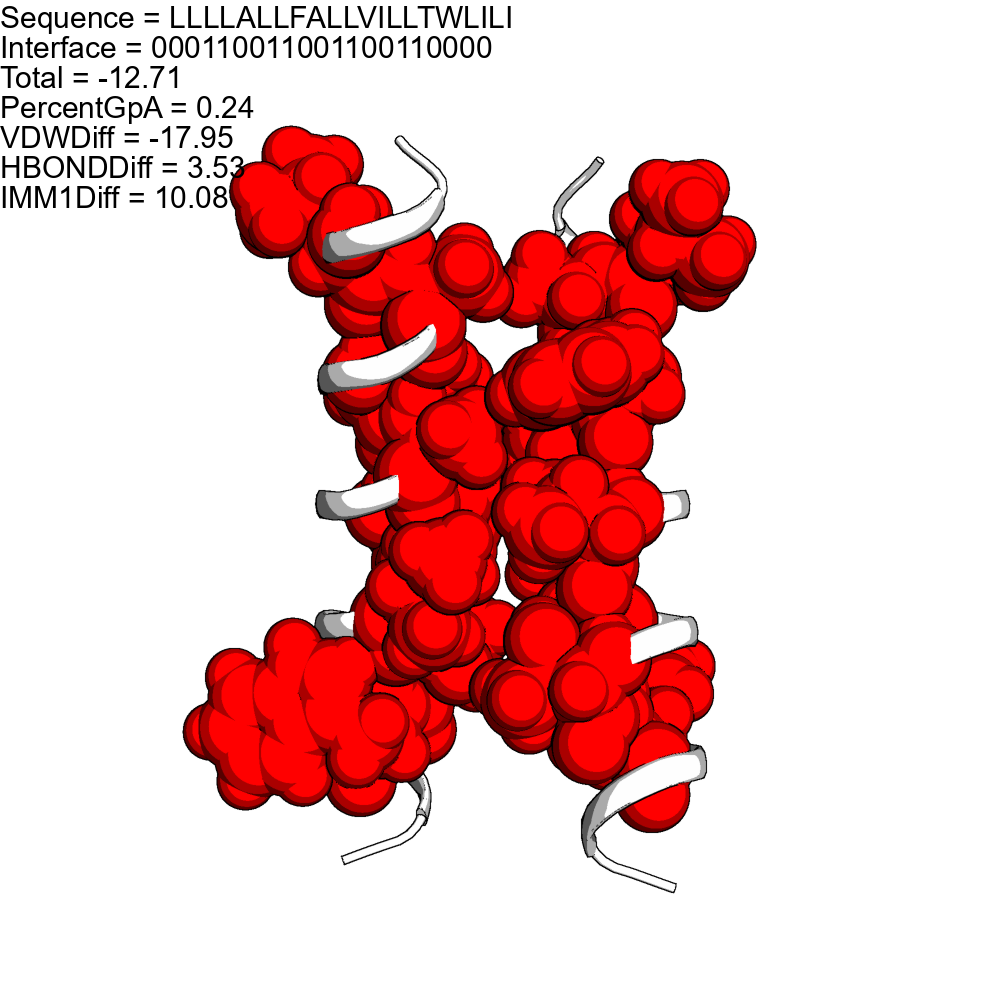 Sequence = LLLLALLFALLVILLTWLILI
Interface = 000110011001100110000
Total = -12.71
PercentGpA = 0.24
VDWDiff = -17.95
HBONDDiff = 3.53
IMM1Diff = 10.08